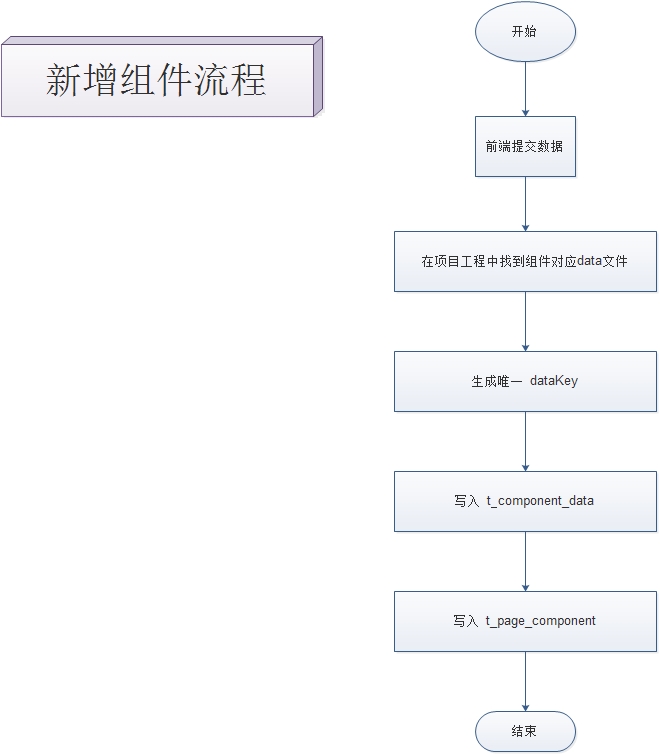 新增组件流程
开始
前端提交数据
在项目工程中找到组件对应data文件
生成唯一 dataKey
写入 t_component_data
写入 t_page_component
结束